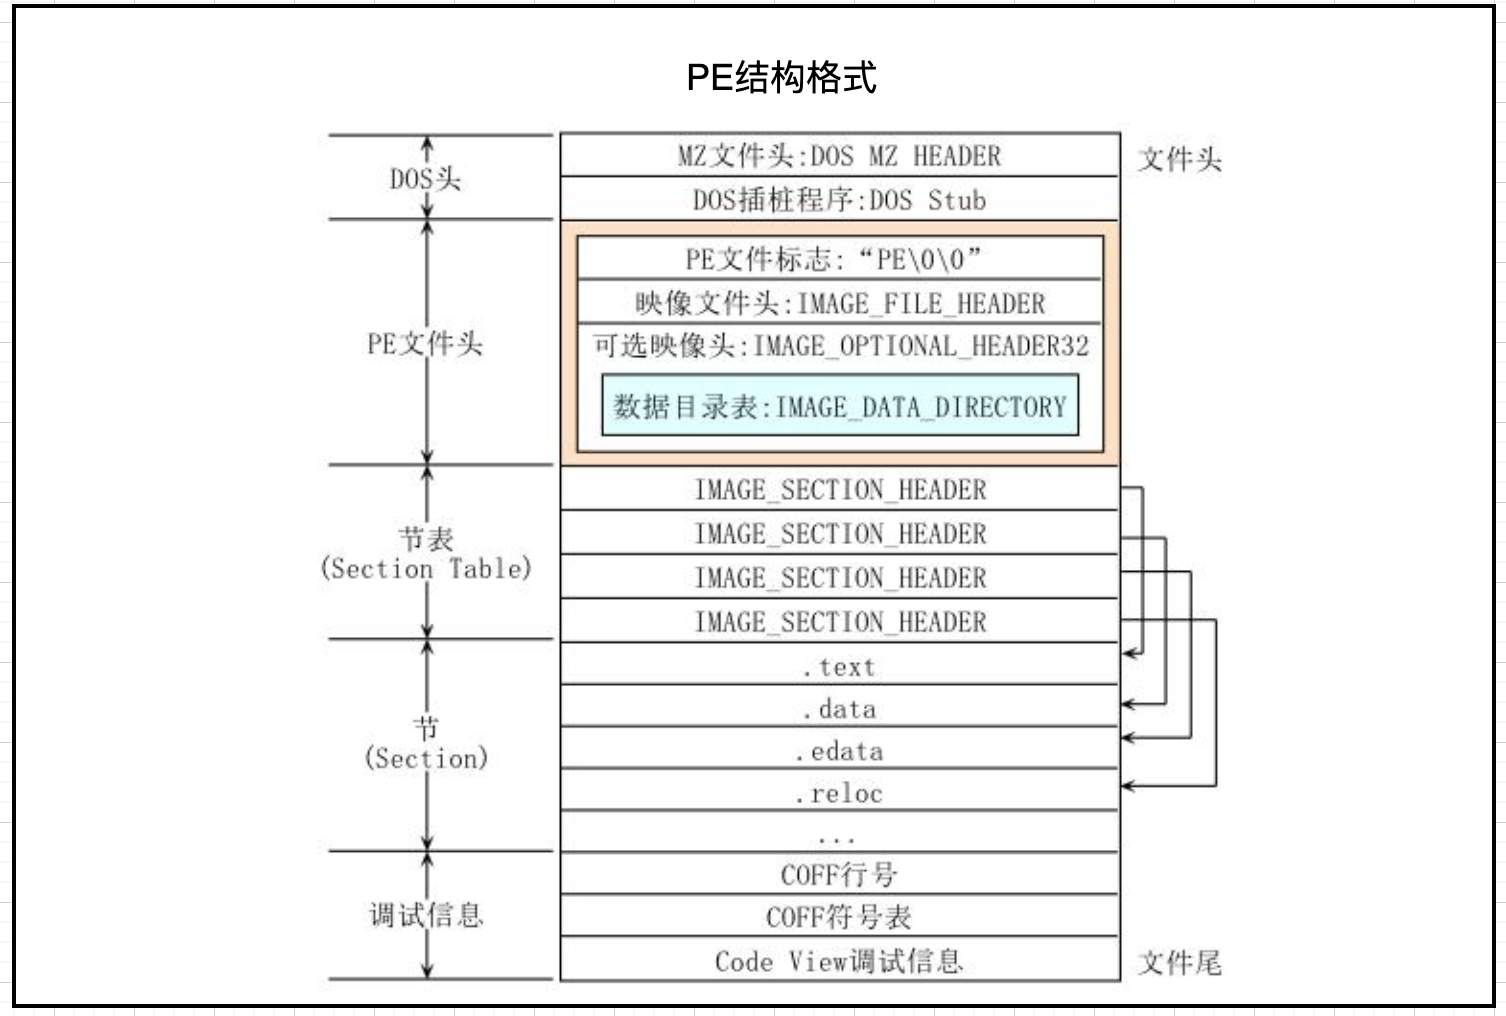 PE结构格式
DOS头
MZ文件头:DOS MZ HEADER
文件头
DOS插桩程序:DOS Stub
PE文件头
PE文件标志: “PE\0\0”
映像文件头:IMAGE_FILE_HEADER
可选映像头:IMAGE_OPTIONAL_HEADER32
数据目录表:IMAGE_DATA_DIRECTORY
节表
(Section Table)
IMAGE_SECTION_HEADER
IMAGE_SECTION_HEADER
IMAGE_SECTION_HEADER
IMAGE_SECTION_HEADER
节
(Section)
.text
.data
.edata
.reloc
...
调试信息
COFF行号
COFF符号表
Code View调试信息
文件尾